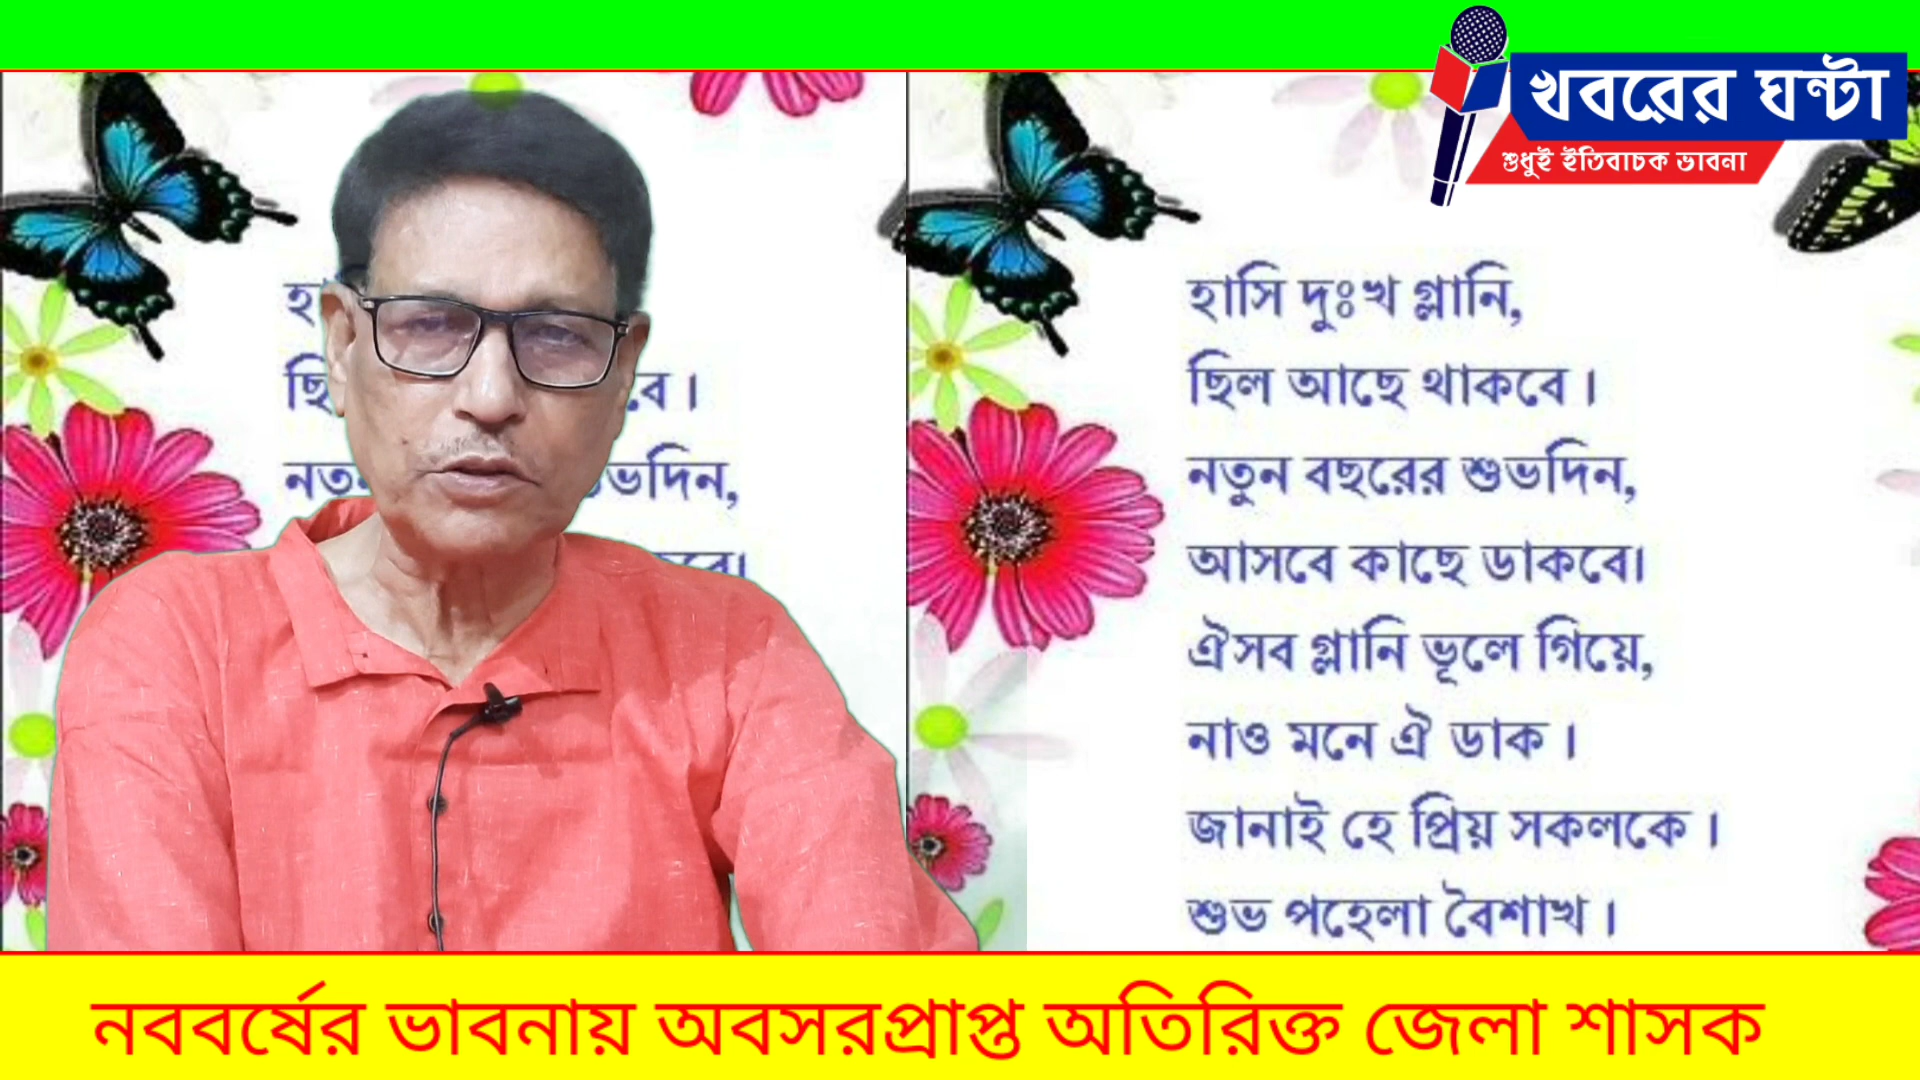 খবরের ঘন্টা
শুধুই ইতিবাচক ভাবনা
হাসি দুঃখ গ্লানি,
ছিল আছে থাকবে।
নতুন বছরের শুভদিন,
আসবে কাছে ডাকবে।
ঐসব গ্লানি ভূলে গিয়ে,
নাও মনে ঐ ডাক।
জানাই হে প্রিয় সকলকে।
শুভ পহেলা বৈশাখ।
নববর্ষের ভাবনায় অবসরপ্রাপ্ত অতিরিক্ত জেলা শাসক